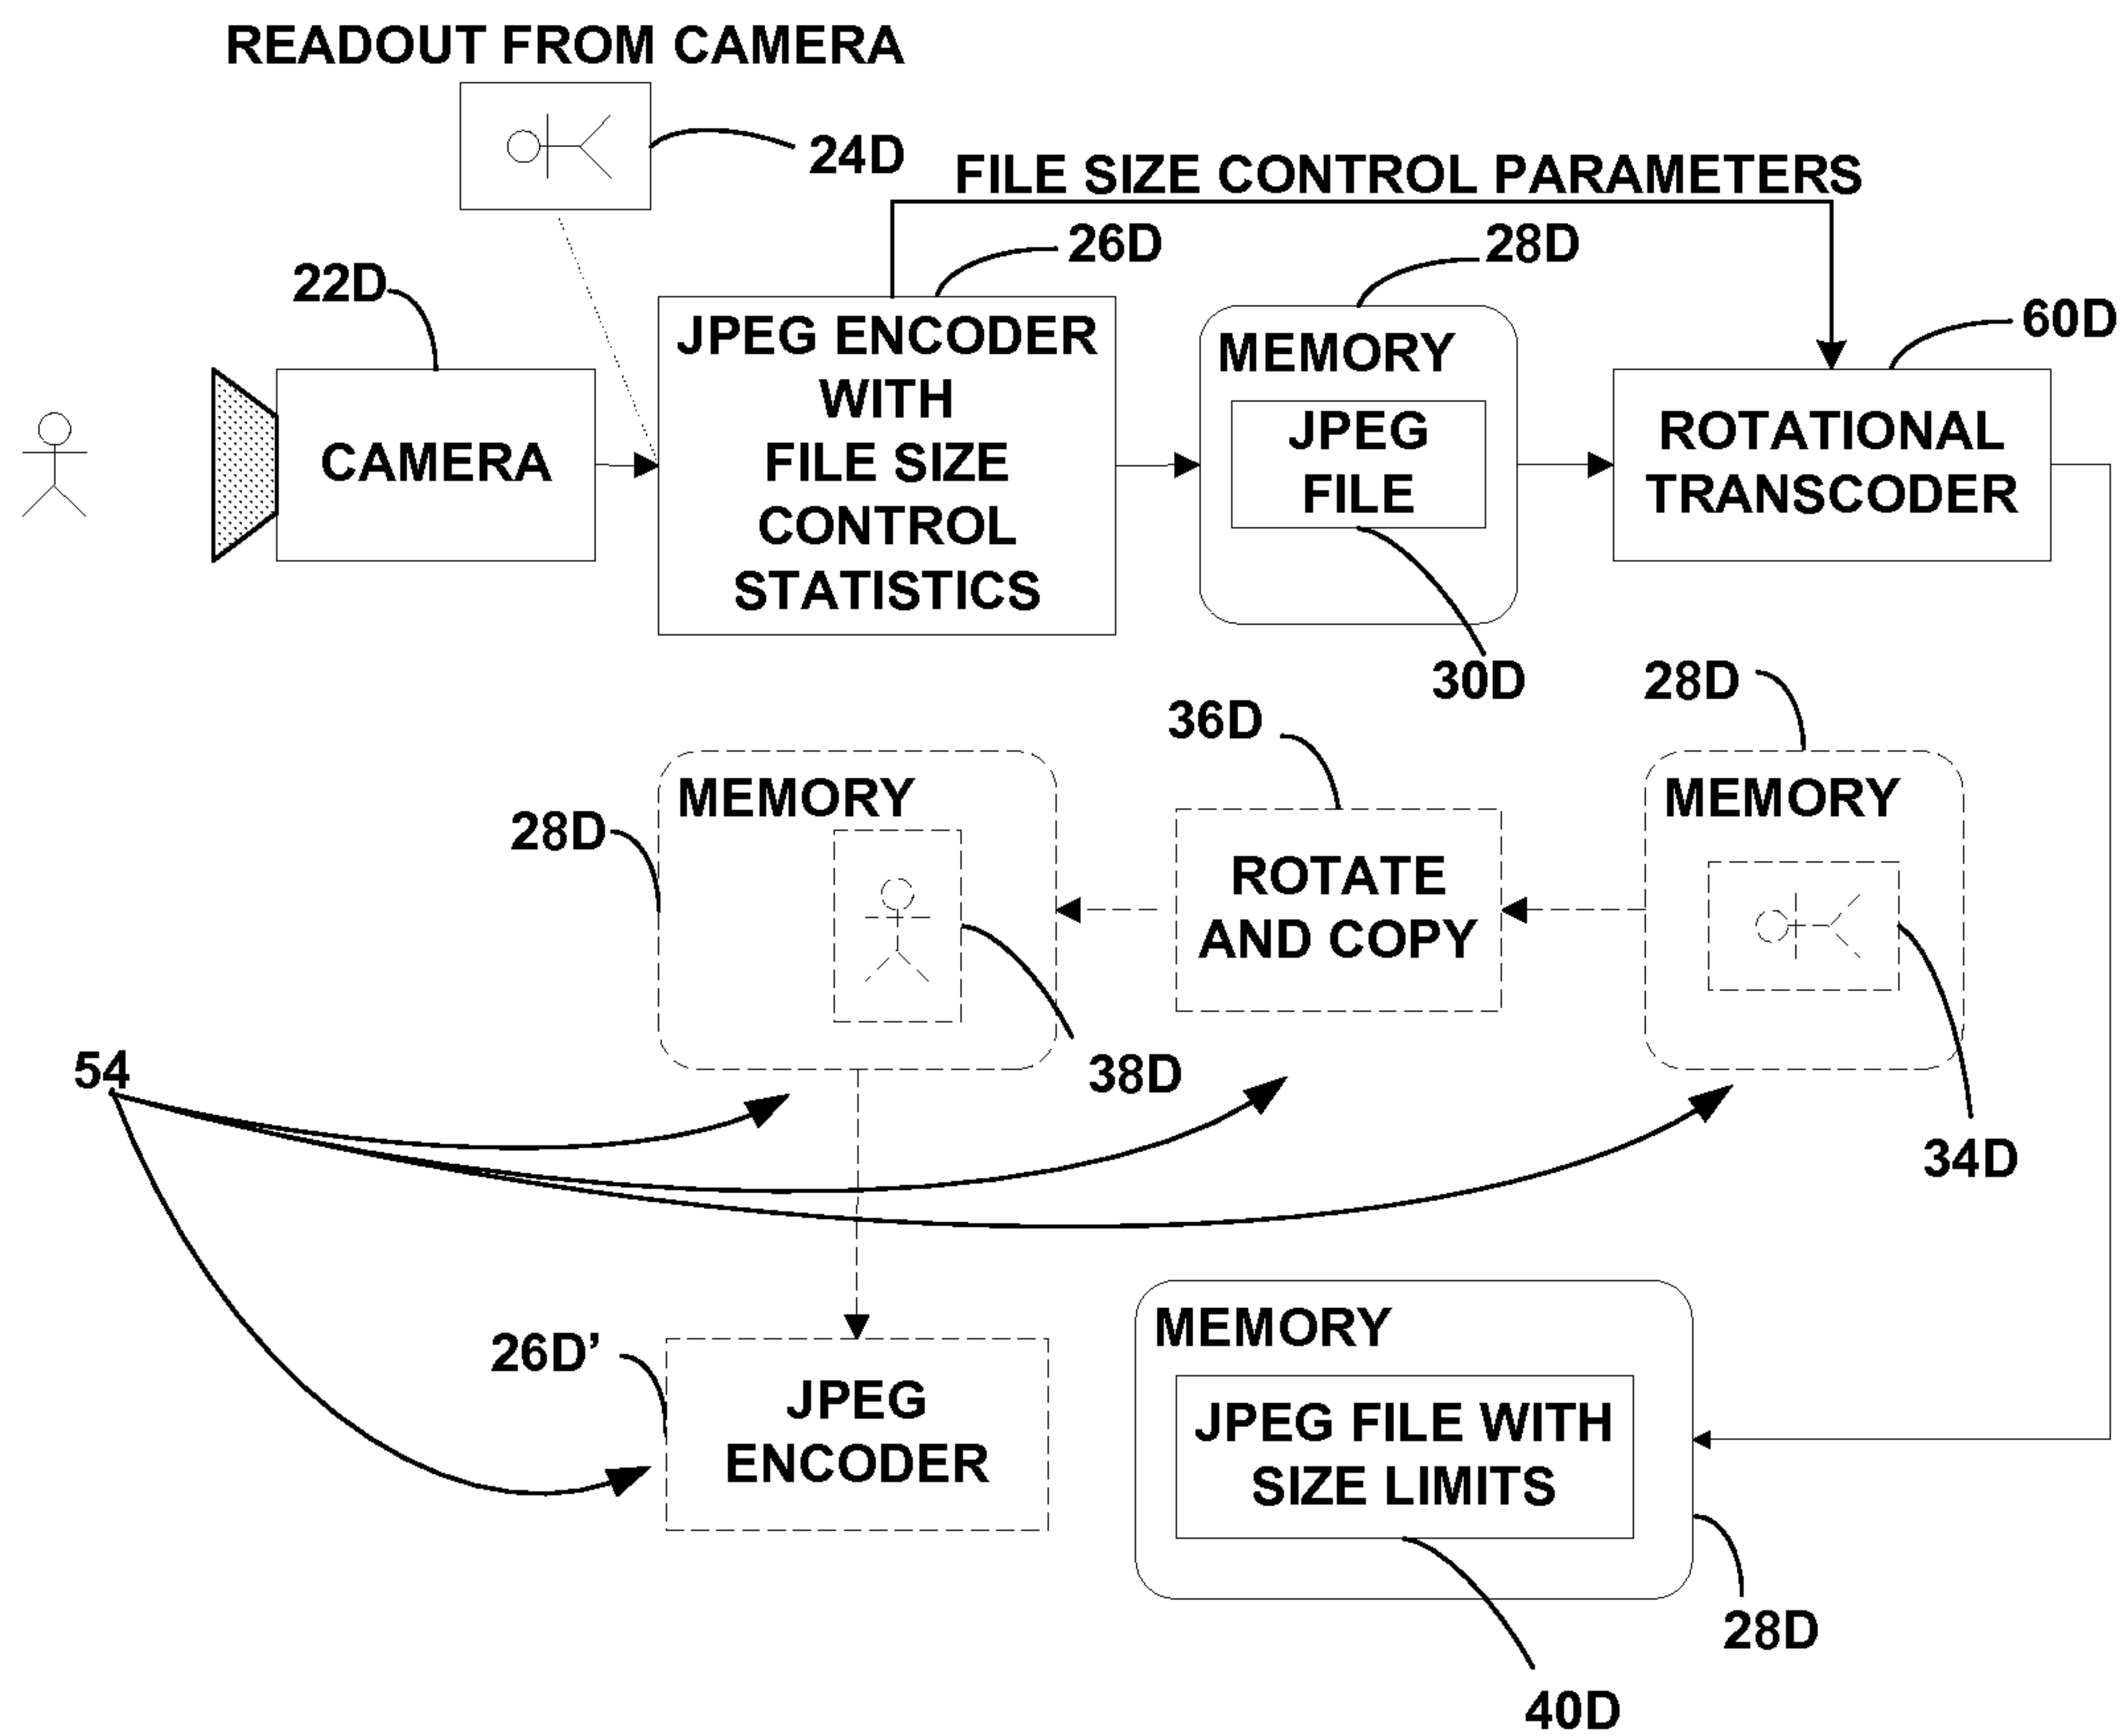 READOUT FROM CAMERA
24D
FILE SIZE CONTROL PARAMETERS
26D
28D
22D
60D
CAMERA
JPEG ENCODER
WITH
FILE SIZE
CONTROL
STATISTICS
MEMORY
JPEG
FILE
ROTATIONAL
TRANSCODER
30D
28D
36D
28D
MEMORY
ROTATE
AND COPY
MEMORY
54
38D
34D
26D’
JPEG
ENCODER
MEMORY
JPEG FILE WITH
SIZE LIMITS
28D
40D